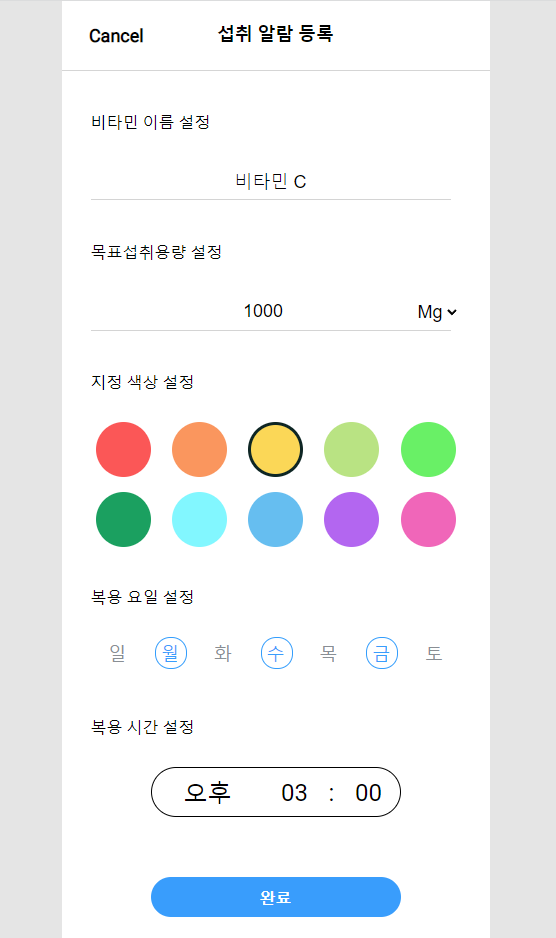 Cancel 섭취 알람 등록
비타민 이름 설정
비타민 C
목표섭취용량 설정
1000 Mg
지정 색상 설정
복용 요일 설정
일 월 화 수 목 금 토
복용 시간 설정
오후 03 : 00
완료